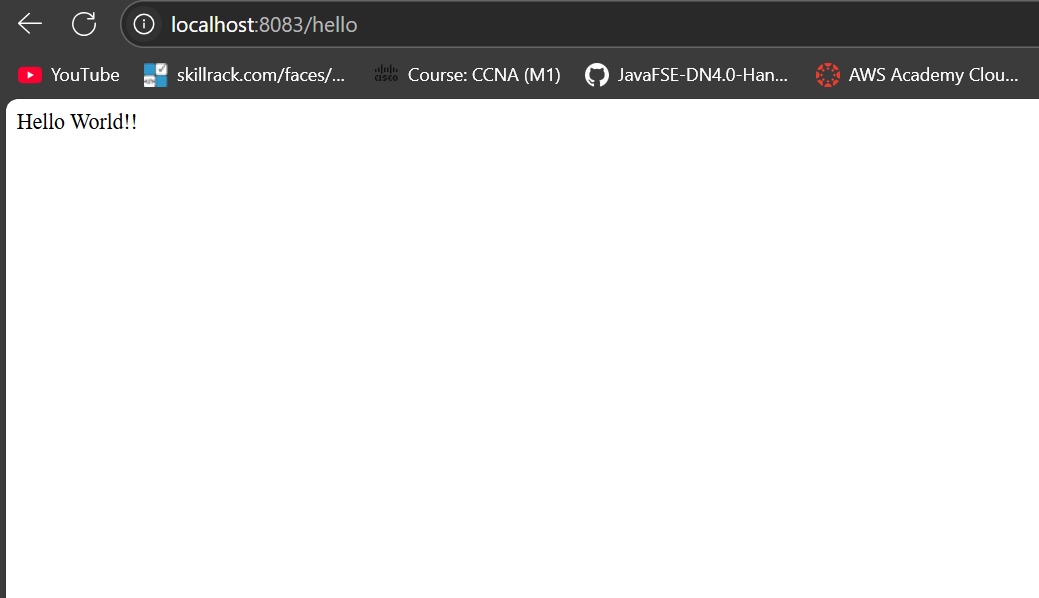 localhost:8083/hello
YouTube skillrack.com/faces/... cisco Course: CCNA (M1) JavaFSE-DN4.0-Han... AWS Academy Clou...
Hello World!!